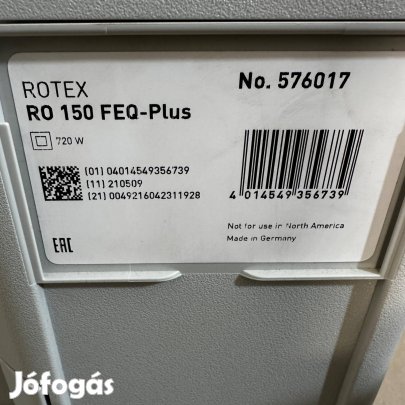 ROTEX
RO 150 FEQ-Plus
No. 576017
720 W
(01) 04014549356739
(11) 210509
(21) 0049216042311928
4 014549 356739
Not for use in North America
Made in Germany
EAC
Jófogás